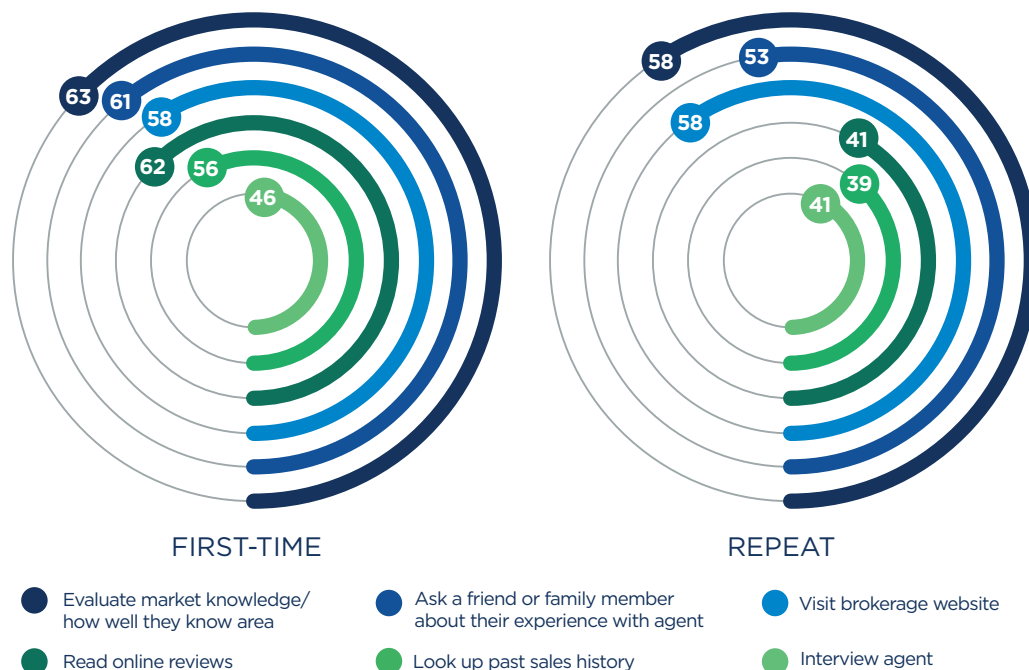 63
61
58
62
56
46
58
53
58
41
39
41
FIRST-TIME
REPEAT
Evaluate market knowledge/
how well they know area
Ask a friend or family member
about their experience with agent
Visit brokerage website
Read online reviews
Look up past sales history
Interview agent